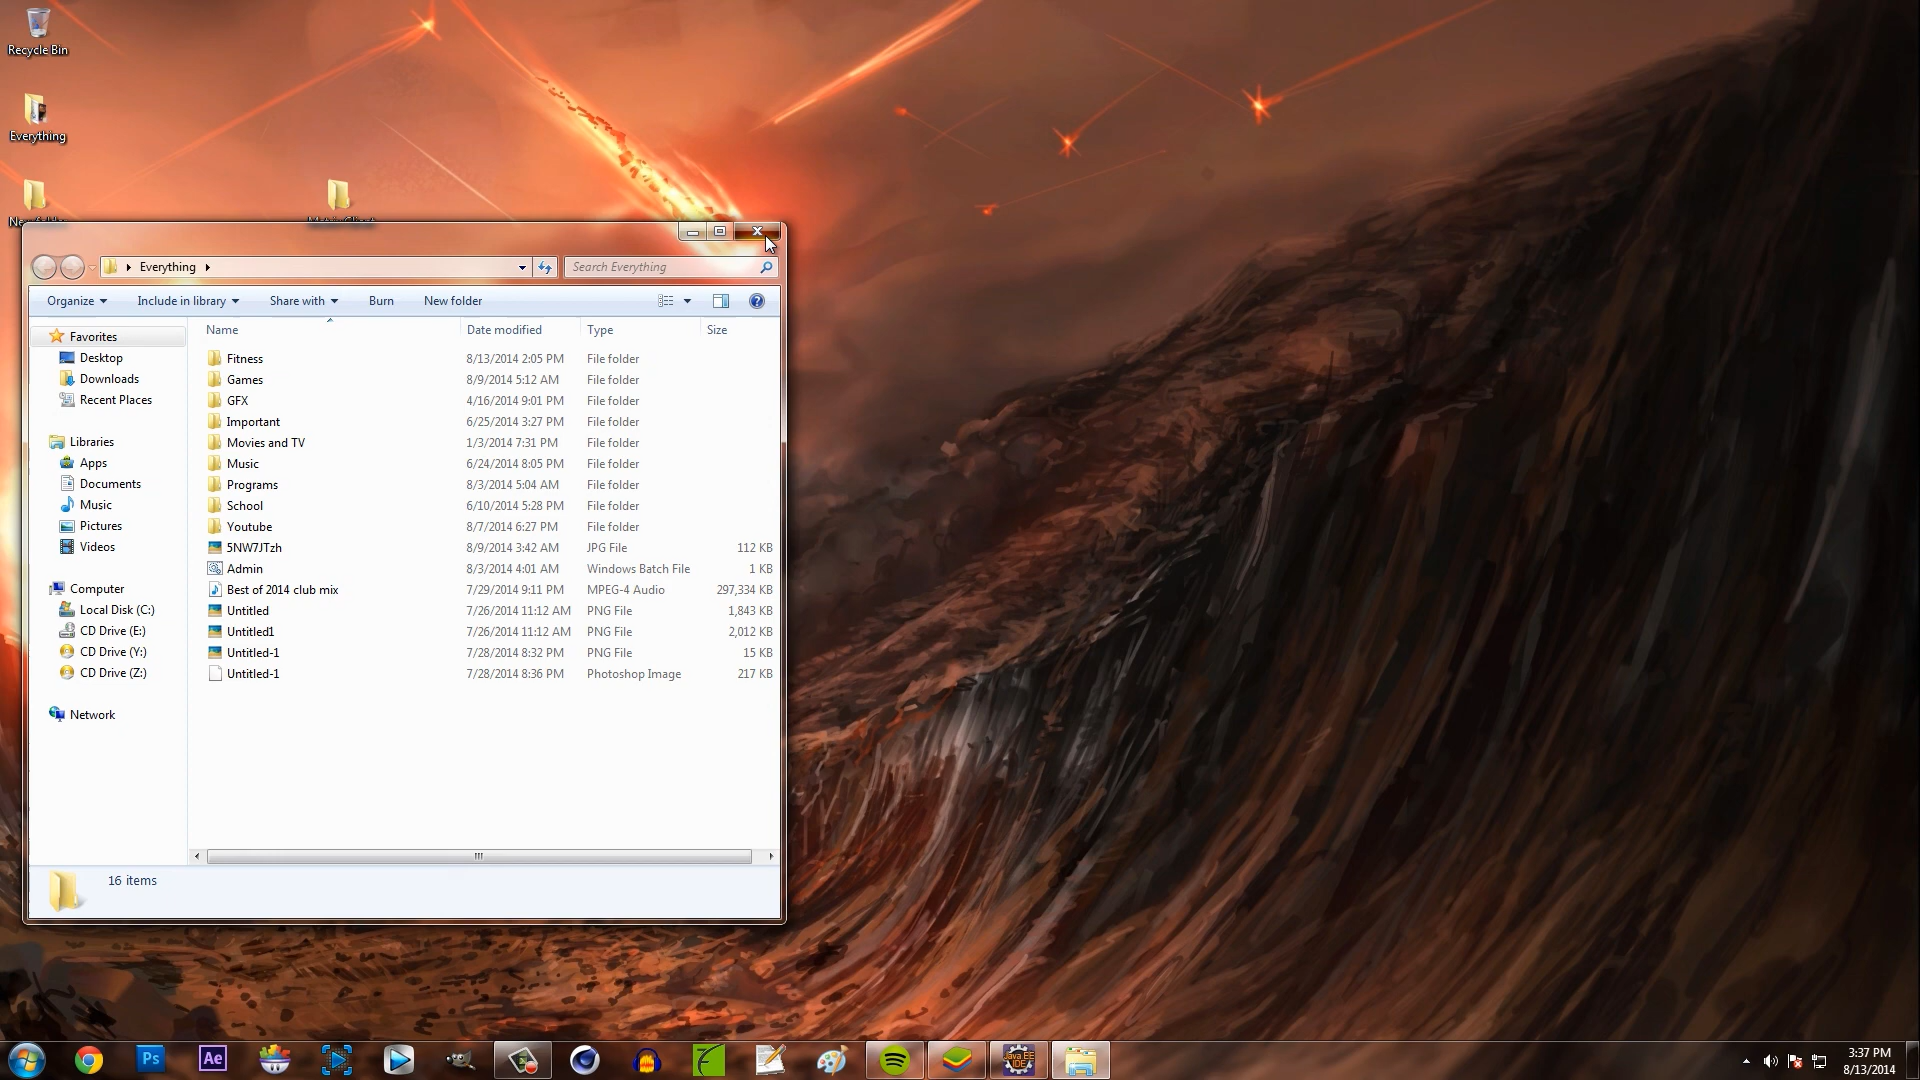 Recycle Bin
Everything
Everything
Search Everything
Organize
Include in library
Share with
Burn
New folder
Name
Date modified
Type
Size
Favorites
Desktop
Downloads
Recent Places
Libraries
Apps
Documents
Music
Pictures
Videos
Computer
Local Disk (C:)
CD Drive (E:)
CD Drive (Y:)
CD Drive (Z:)
Network
Fitness 8/13/2014 2:05 PM File folder
Games 8/9/2014 5:12 AM File folder
GFX 4/16/2014 9:01 PM File folder
Important 6/25/2014 3:27 PM File folder
Movies and TV 1/3/2014 7:31 PM File folder
Music 6/24/2014 8:05 PM File folder
Programs 8/3/2014 5:04 AM File folder
School 6/10/2014 5:28 PM File folder
Youtube 8/7/2014 6:27 PM File folder
5NW7JTzh 8/9/2014 3:42 AM JPG File 112 KB
Admin 8/3/2014 4:01 AM Windows Batch File 1 KB
Best of 2014 club mix 7/29/2014 9:11 PM MPEG-4 Audio 297,334 KB
Untitled 7/26/2014 11:12 AM PNG File 1,843 KB
Untitled1 7/26/2014 11:12 AM PNG File 2,012 KB
Untitled-1 7/28/2014 8:32 PM PNG File 15 KB
Untitled-1 7/28/2014 8:36 PM Photoshop Image 217 KB
16 items
Ps
Ae
Java EE
IDE
3:37 PM
8/13/2014